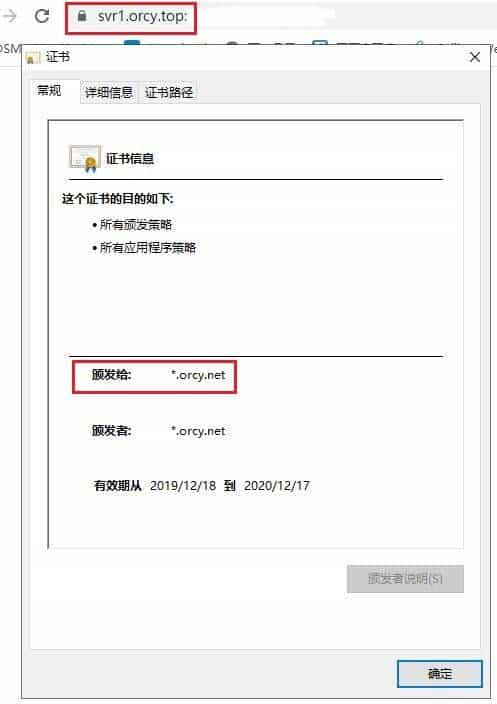 svr1.orcy.top:
证书
常规 详细信息 证书路径
证书信息
这个证书的目的如下:
• 所有颁发策略
• 所有应用程序策略
颁发给: *.orcy.net
颁发者: *.orcy.net
有效期从 2019/12/18 到 2020/12/17
颁发者说明(S)
确定